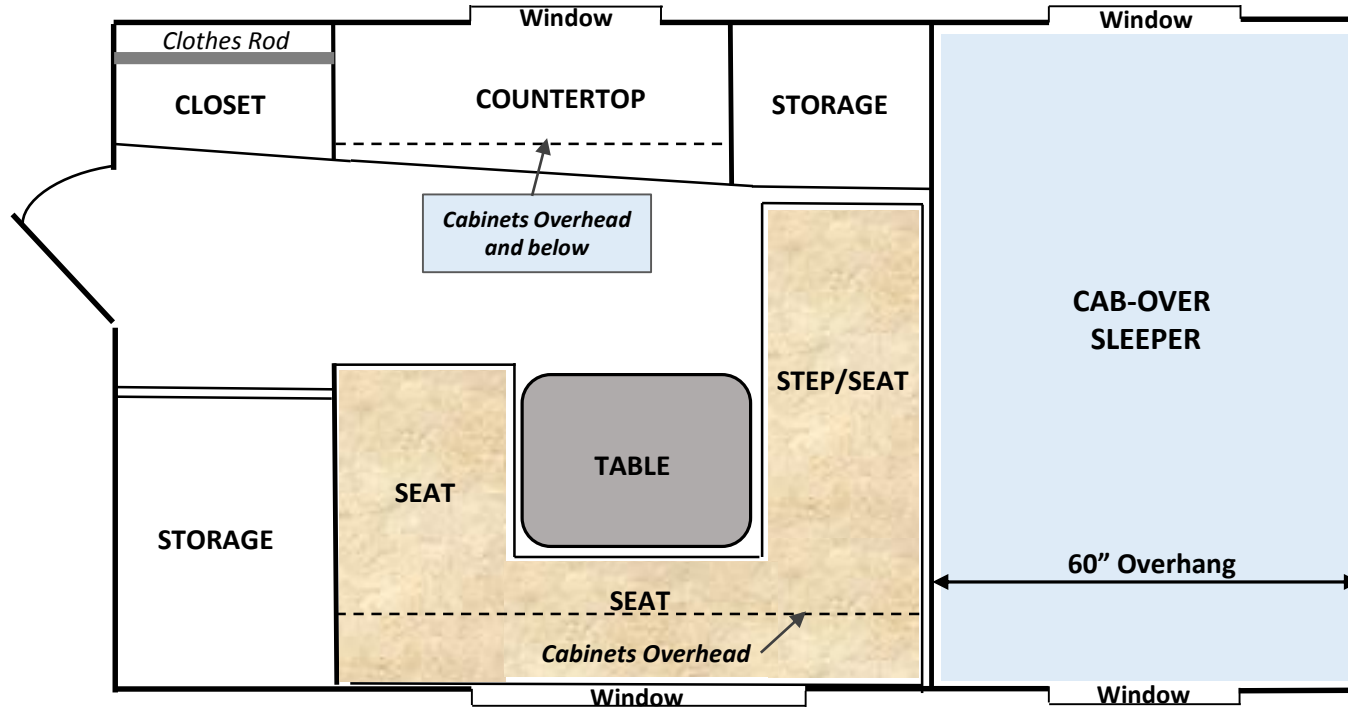 Window
Window
Clothes Rod
CLOSET
COUNTERTOP
STORAGE
Cabinets Overhead
and below
CAB-OVER
SLEEPER
STEP/SEAT
TABLE
SEAT
STORAGE
60” Overhang
SEAT
Cabinets Overhead
Window
Window